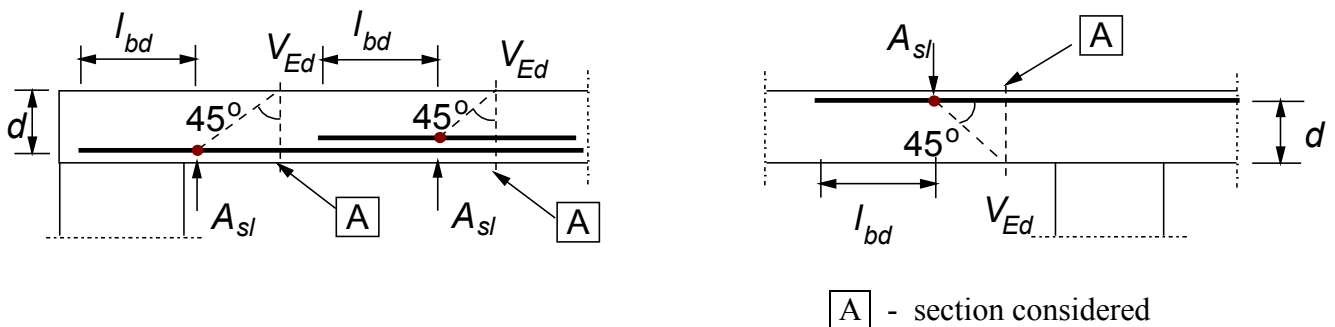 l_bd
V_Ed
l_bd
V_Ed
45°
45°
d
A_sl
A
A_sl
A
A_sl
A
45°
d
l_bd
V_Ed
A - section considered